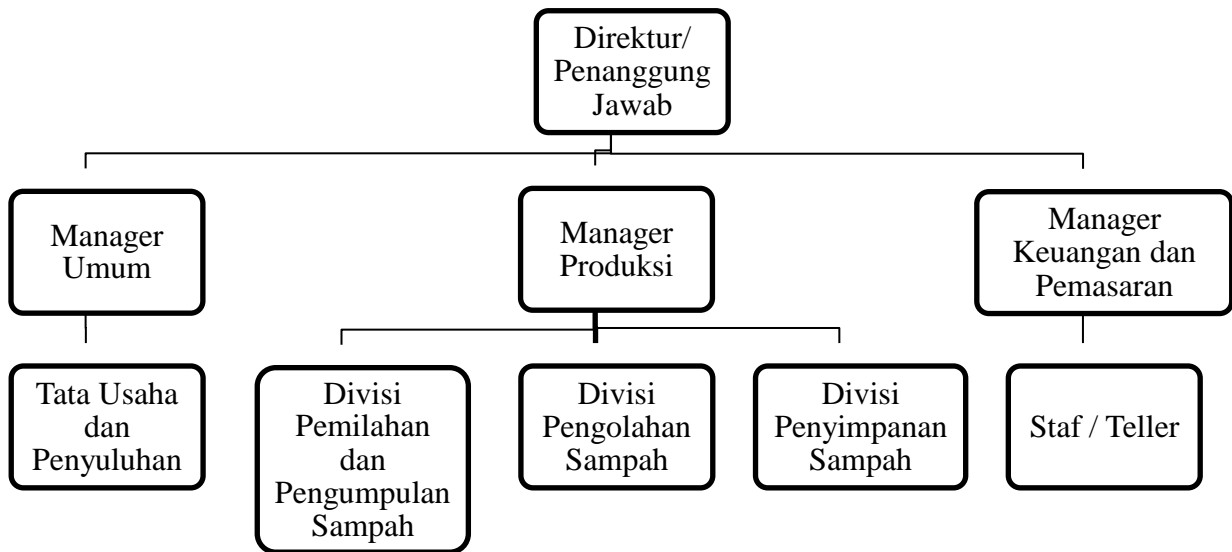 Direktur/
Penanggung
Jawab
Manager
Umum
Manager
Produksi
Manager
Keuangan dan
Pemasaran
Tata Usaha
dan
Penyuluhan
Divisi
Pemilahan
dan
Pengumpulan
Sampah
Divisi
Pengolahan
Sampah
Divisi
Penyimpanan
Sampah
Staf / Teller